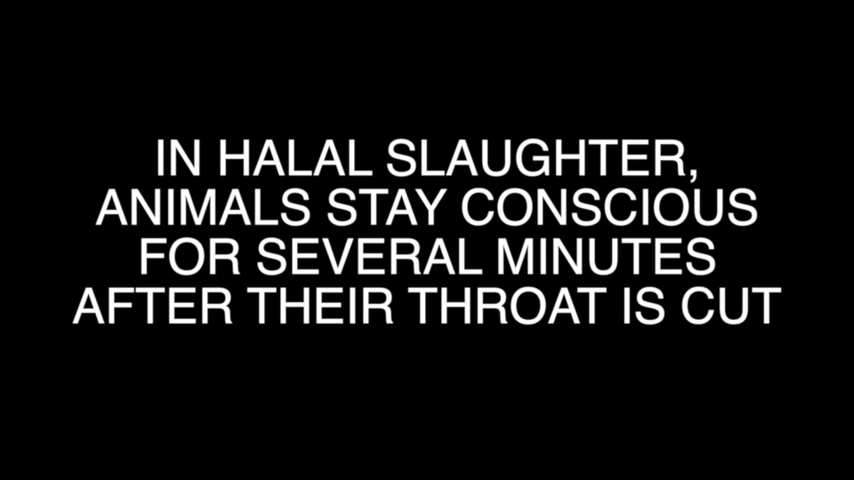 IN HALAL SLAUGHTER,
ANIMALS STAY CONSCIOUS
FOR SEVERAL MINUTES
AFTER THEIR THROAT IS CUT